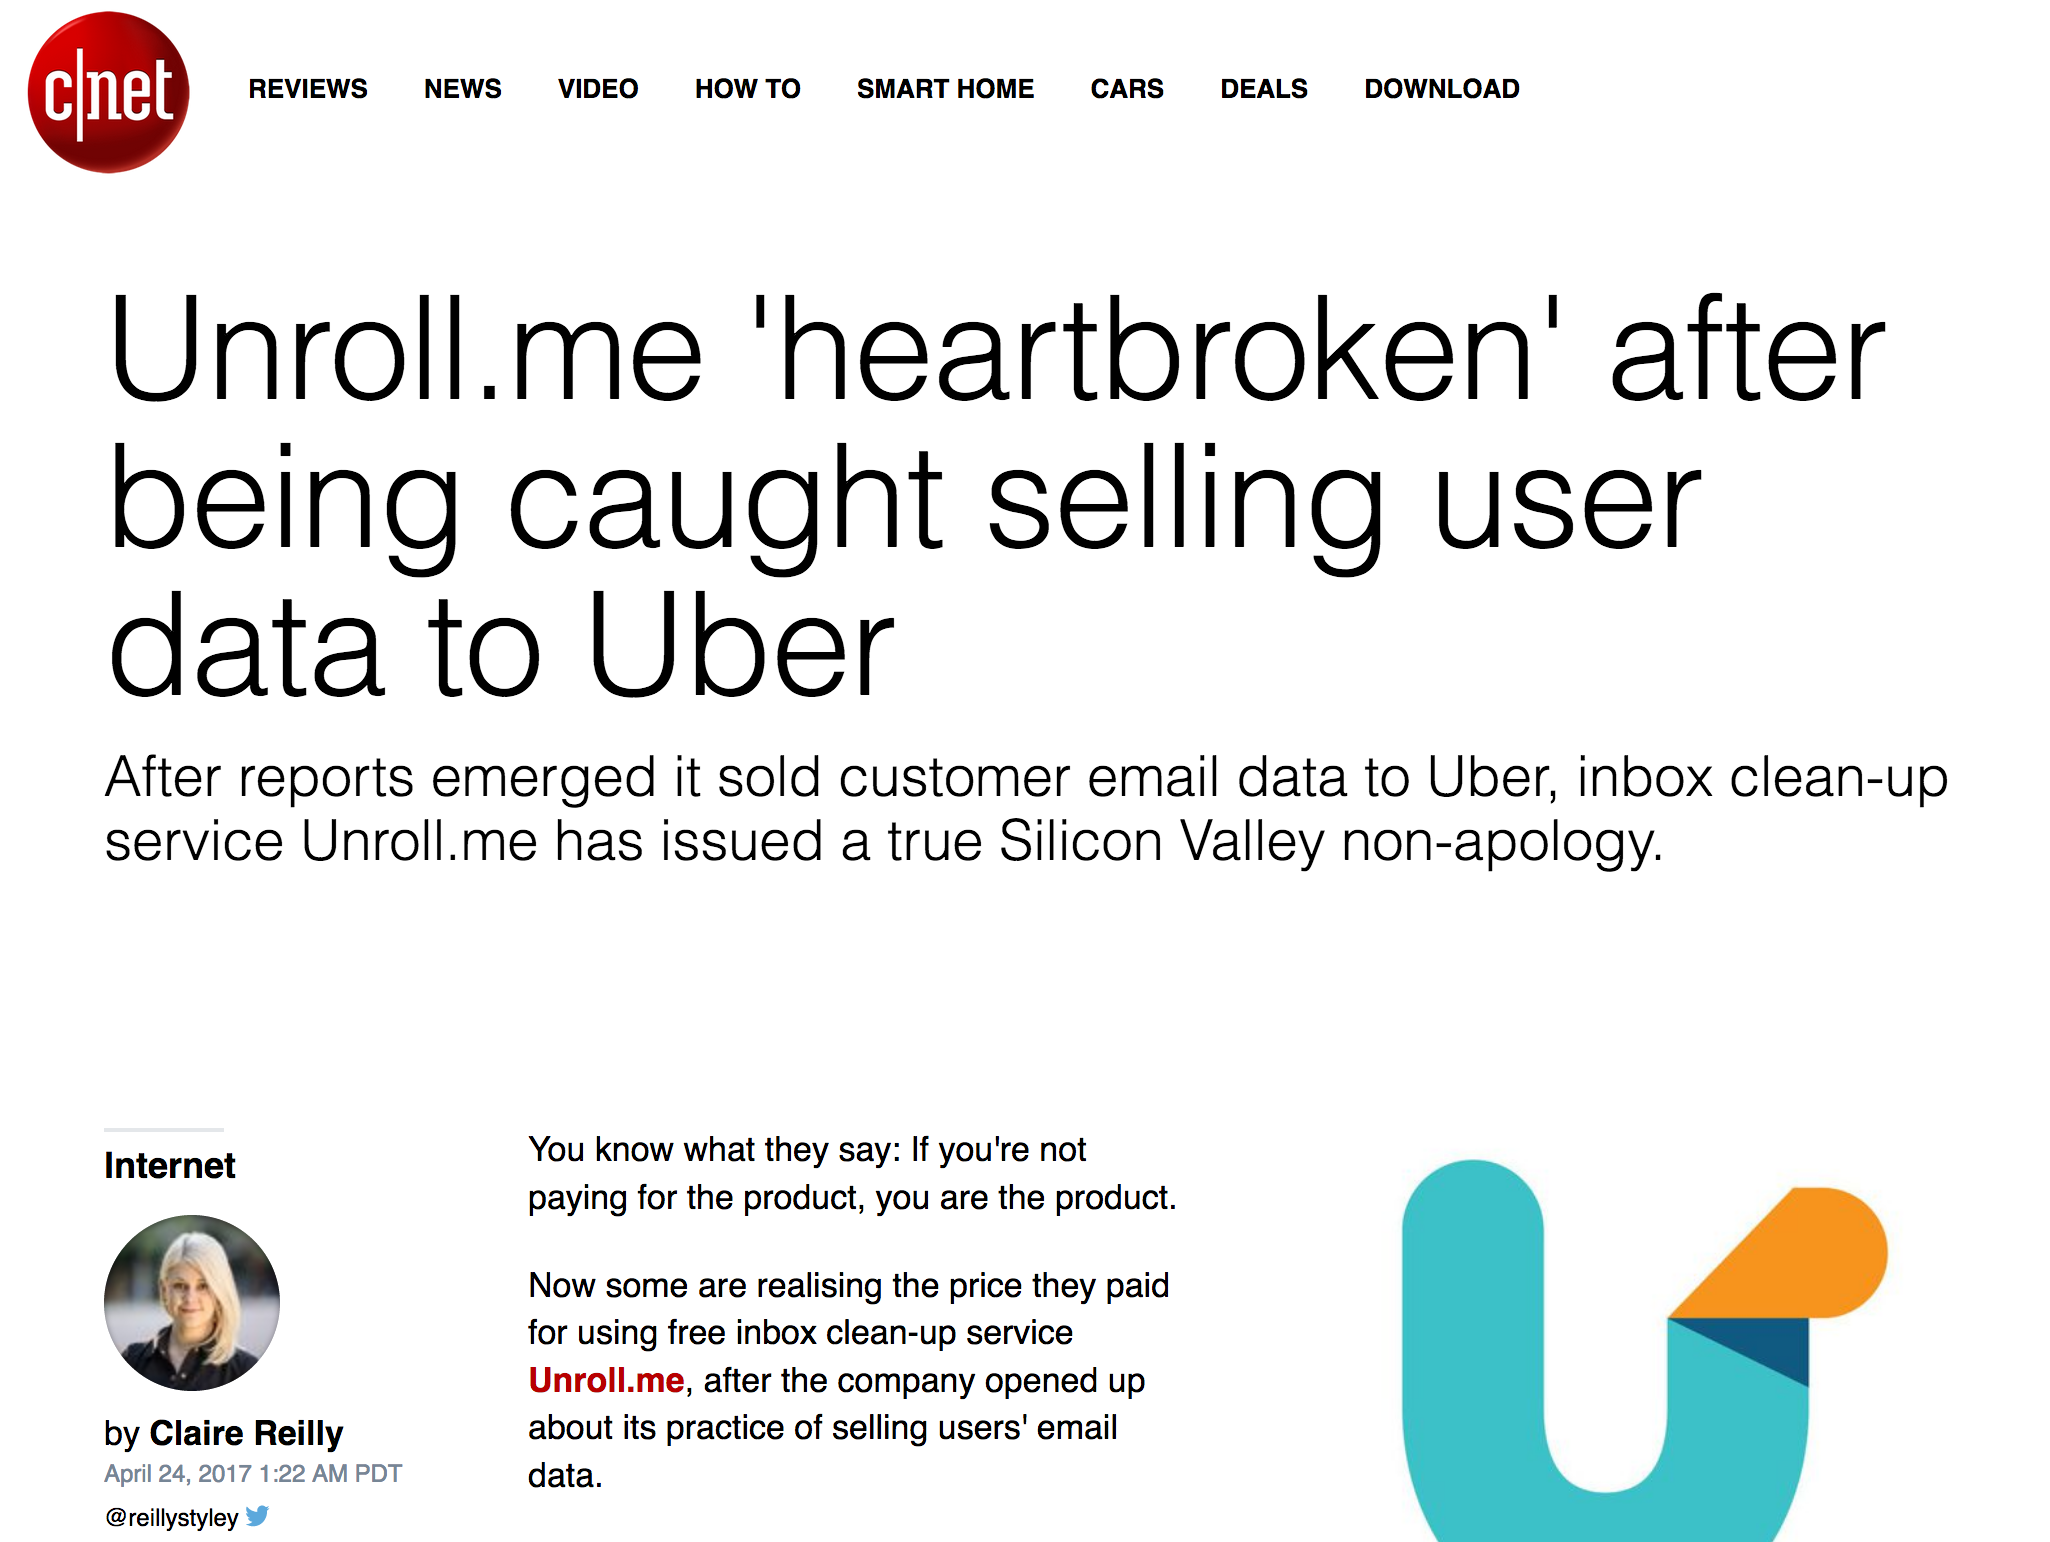 c|net
REVIEWS NEWS VIDEO HOW TO SMART HOME CARS DEALS DOWNLOAD
Unroll.me 'heartbroken' after
being caught selling user
data to Uber
After reports emerged it sold customer email data to Uber, inbox clean-up
service Unroll.me has issued a true Silicon Valley non-apology.
Internet
by Claire Reilly
April 24, 2017 1:22 AM PDT
@reillystyley
You know what they say: If you're not
paying for the product, you are the product.
Now some are realising the price they paid
for using free inbox clean-up service
Unroll.me, after the company opened up
about its practice of selling users' email
data.